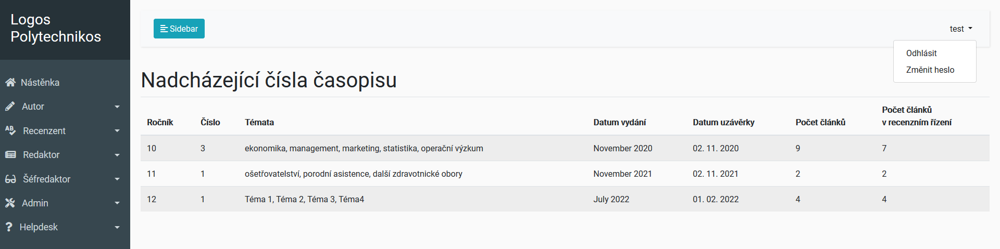 Logos
Polytechnikos
Nástěnka
Autor
Recenzent
Redaktor
Šéfredaktor
Admin
Helpdesk
Sidebar
test
Odhlásit
Změnit heslo
Nadcházející čísla časopisu
Ročník Číslo Témata Datum vydání Datum uzávěrky Počet článků Počet článků v recenzním řízení
10 3 ekonomika, management, marketing, statistika, operační výzkum November 2020 02. 11. 2020 9 7
11 1 ošetřovatelství, porodní asistence, další zdravotnické obory November 2021 02. 11. 2021 2 2
12 1 Téma 1, Téma 2, Téma 3, Téma4 July 2022 01. 02. 2022 4 4